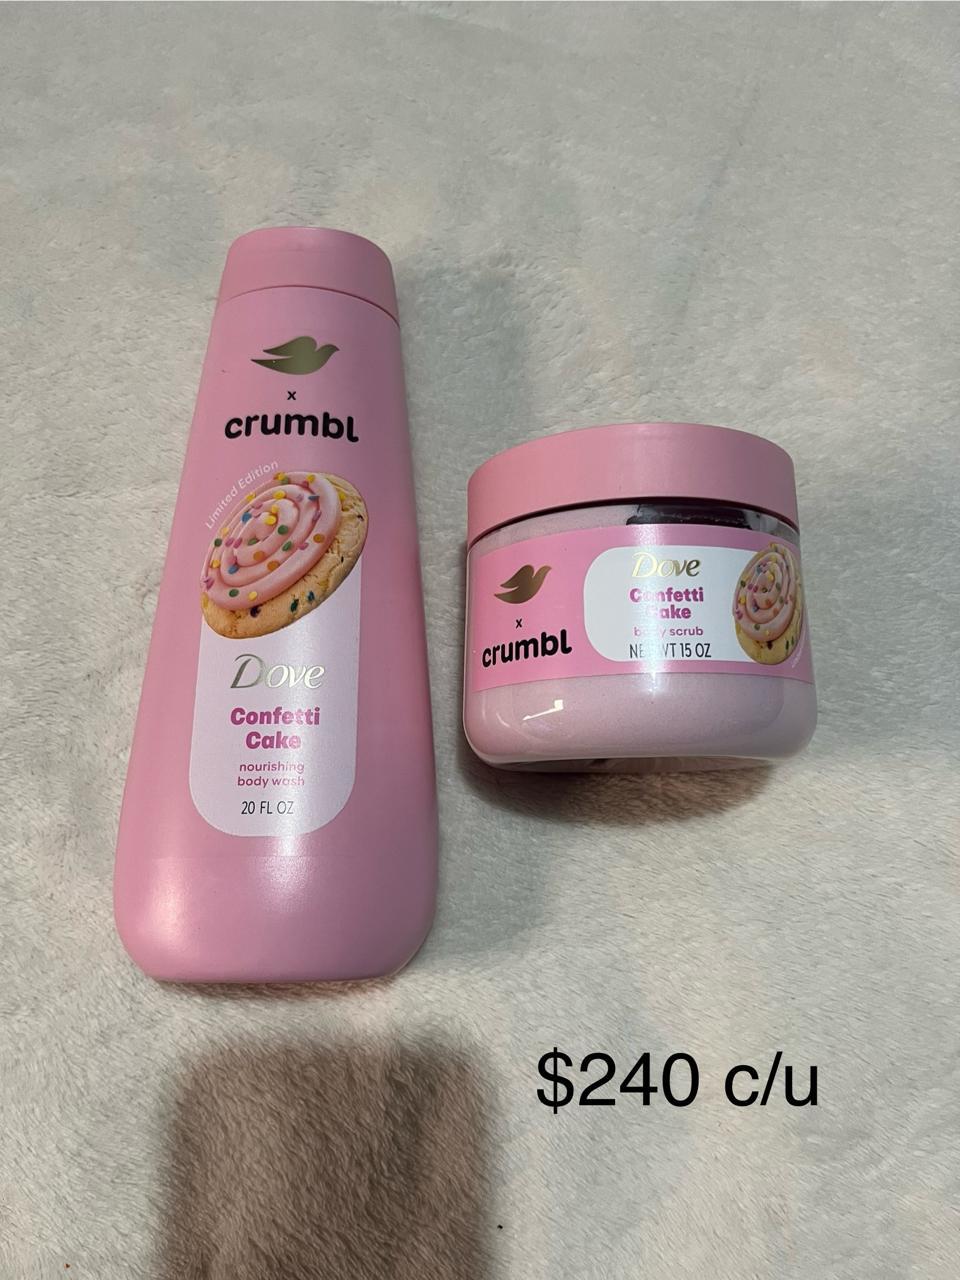 x
crumbl
Limited Edition
Dove
Confetti
Cake
nourishing
body wash
20 FL OZ
x
crumbl
Dove
Confetti
Cake
body scrub
NET WT 15 OZ
$240 c/u